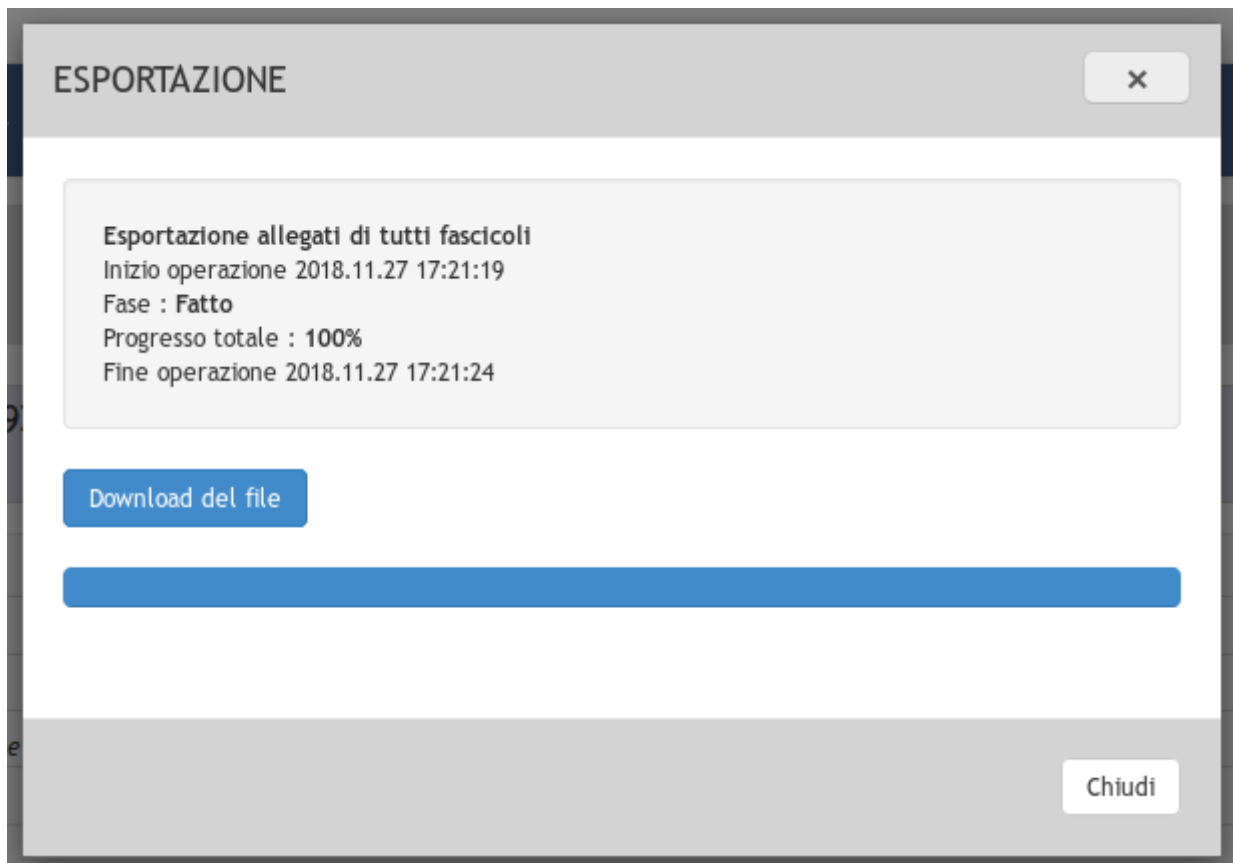 ESPORTAZIONE
×
Esportazione allegati di tutti fascicoli
Inizio operazione 2018.11.27 17:21:19
Fase : Fatto
Progresso totale : 100%
Fine operazione 2018.11.27 17:21:24
Download del file
Chiudi